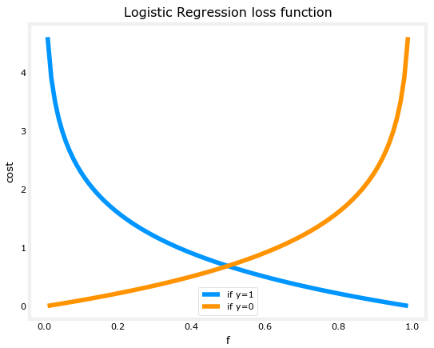 Logistic Regression loss function
4
3
2
1
0
cost
0.0 0.2 0.4 0.6 0.8 1.0
f
if y=1
if y=0